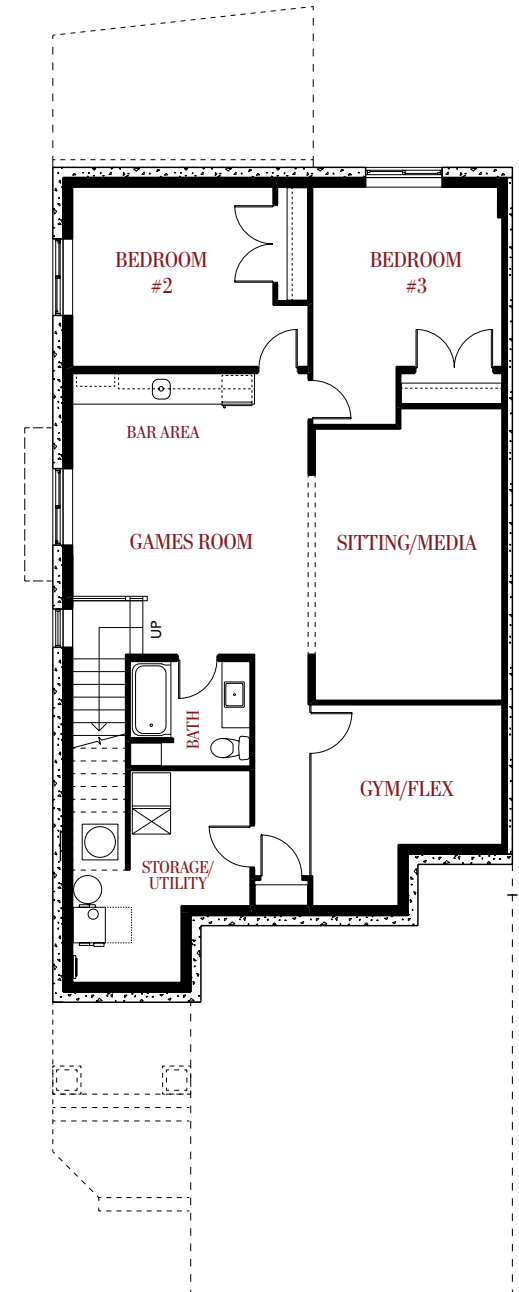 BEDROOM
#2
BEDROOM
#3
BAR AREA
GAMES ROOM
SITTING/MEDIA
UP
BATH
GYM/FLEX
STORAGE/
UTILITY